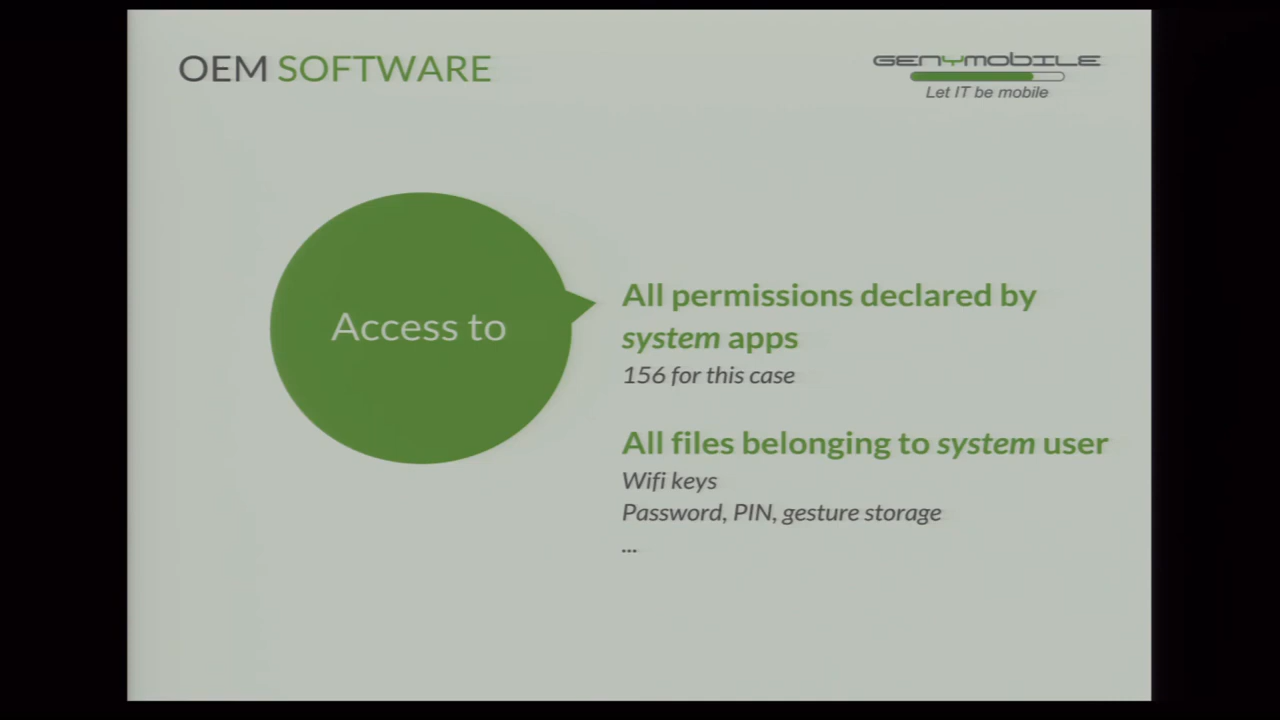 OEM SOFTWARE
GENYMOBILE
Let IT be mobile
Access to
All permissions declared by
system apps
156 for this case
All files belonging to system user
Wifi keys
Password, PIN, gesture storage
...